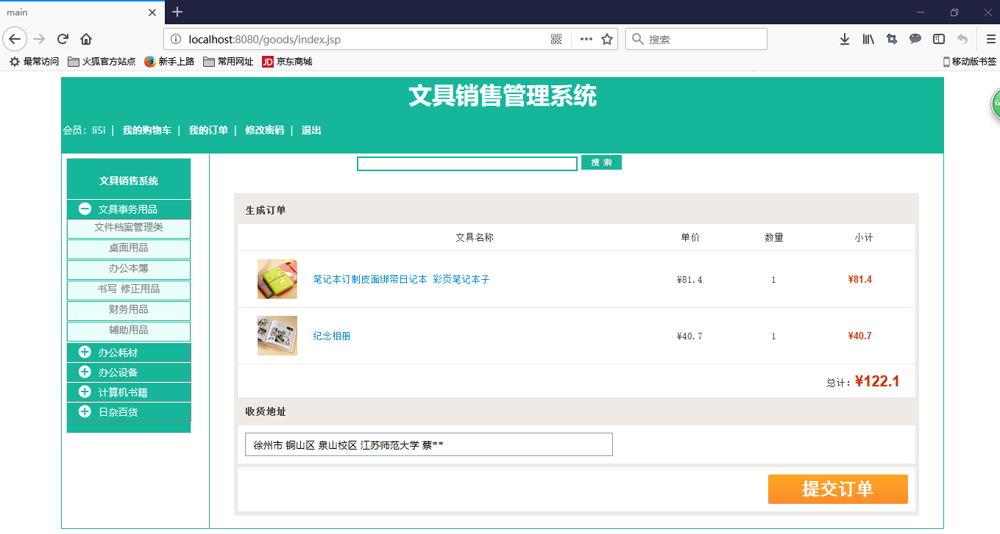 main
localhost:8080/goods/index.jsp
搜索
最常访问 火狐官方站点 新手上路 常用网址 JD 京东商城 移动版书签
文具销售管理系统
会员：liSi | 我的购物车 | 我的订单 | 修改密码 | 退出
搜 索
文具销售系统
文具事务用品
文件档案管理类
桌面用品
办公本簿
书写 修正用品
财务用品
辅助用品
办公耗材
办公设备
计算机书籍
日杂百货
生成订单
文具名称 单价 数量 小计
笔记本订制皮面绑带日记本 彩页笔记本子 ¥81.4 1 ¥81.4
纪念相册 ¥40.7 1 ¥40.7
总计：¥122.1
收货地址
徐州市 铜山区 泉山校区 江苏师范大学 蔡**
提交订单